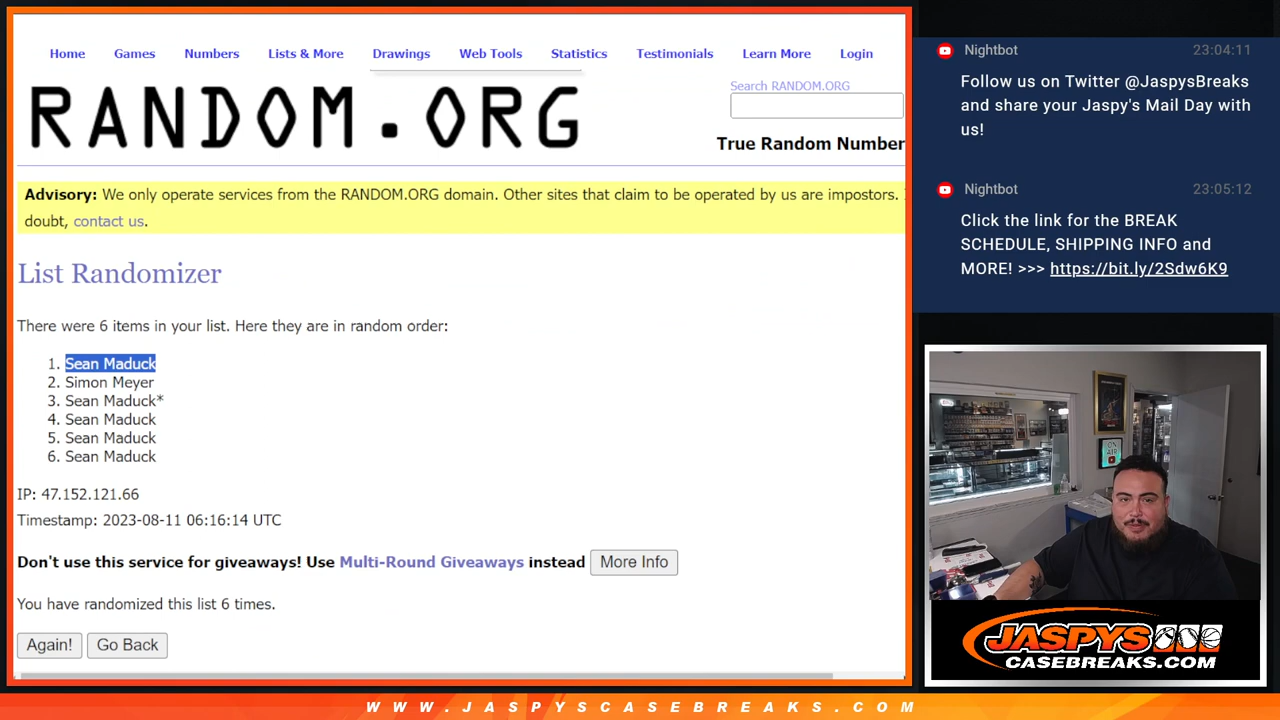 Home Games Numbers Lists & More Drawings Web Tools Statistics Testimonials Learn More Login
RANDOM.ORG
Search RANDOM.ORG
True Random Number
Advisory: We only operate services from the RANDOM.ORG domain. Other sites that claim to be operated by us are impostors.
doubt, contact us.
List Randomizer
There were 6 items in your list. Here they are in random order:
1. Sean Maduck
2. Simon Meyer
3. Sean Maduck*
4. Sean Maduck
5. Sean Maduck
6. Sean Maduck
IP: 47.152.121.66
Timestamp: 2023-08-11 06:16:14 UTC
Don't use this service for giveaways! Use Multi-Round Giveaways instead More Info
You have randomized this list 6 times.
Again! Go Back
Nightbot 23:04:11
Follow us on Twitter @JaspysBreaks
and share your Jaspy's Mail Day with
us!
Nightbot 23:05:12
Click the link for the BREAK
SCHEDULE, SHIPPING INFO and
MORE! >>> https://bit.ly/2Sdw6K9
ON
AIR
JASPYS
CASEBREAKS.COM
WWW.JASPYSCASEBREAKS.COM